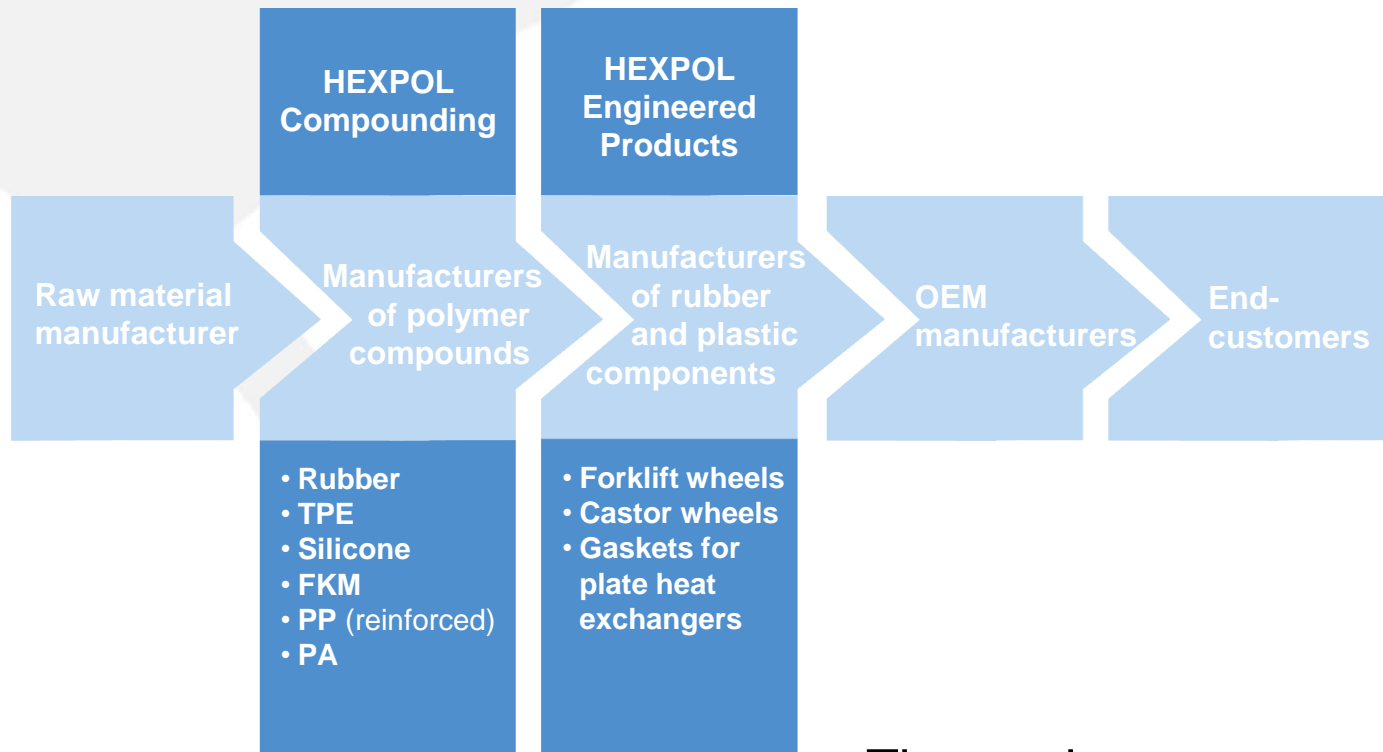 HEXPOL
Compounding
HEXPOL
Engineered
Products
Raw material
manufacturer
Manufacturers
of polymer
compounds
Manufacturers
of rubber
and plastic
components
OEM
manufacturers
End-
customers
• Rubber
• TPE
• Silicone
• FKM
• PP (reinforced)
• PA
• Forklift wheels
• Castor wheels
• Gaskets for
plate heat
exchangers